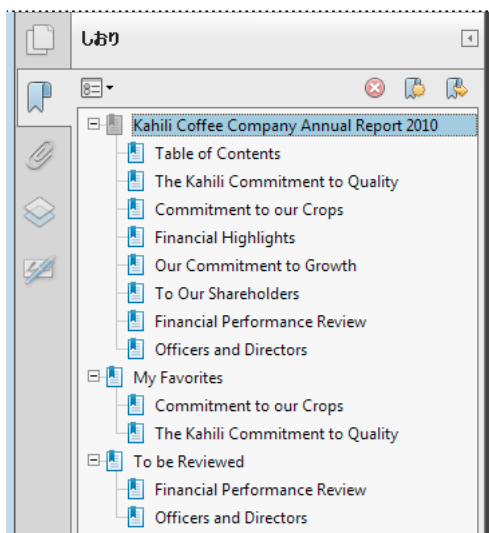 しおり
Kahili Coffee Company Annual Report 2010
Table of Contents
The Kahili Commitment to Quality
Commitment to our Crops
Financial Highlights
Our Commitment to Growth
To Our Shareholders
Financial Performance Review
Officers and Directors
My Favorites
Commitment to our Crops
The Kahili Commitment to Quality
To be Reviewed
Financial Performance Review
Officers and Directors